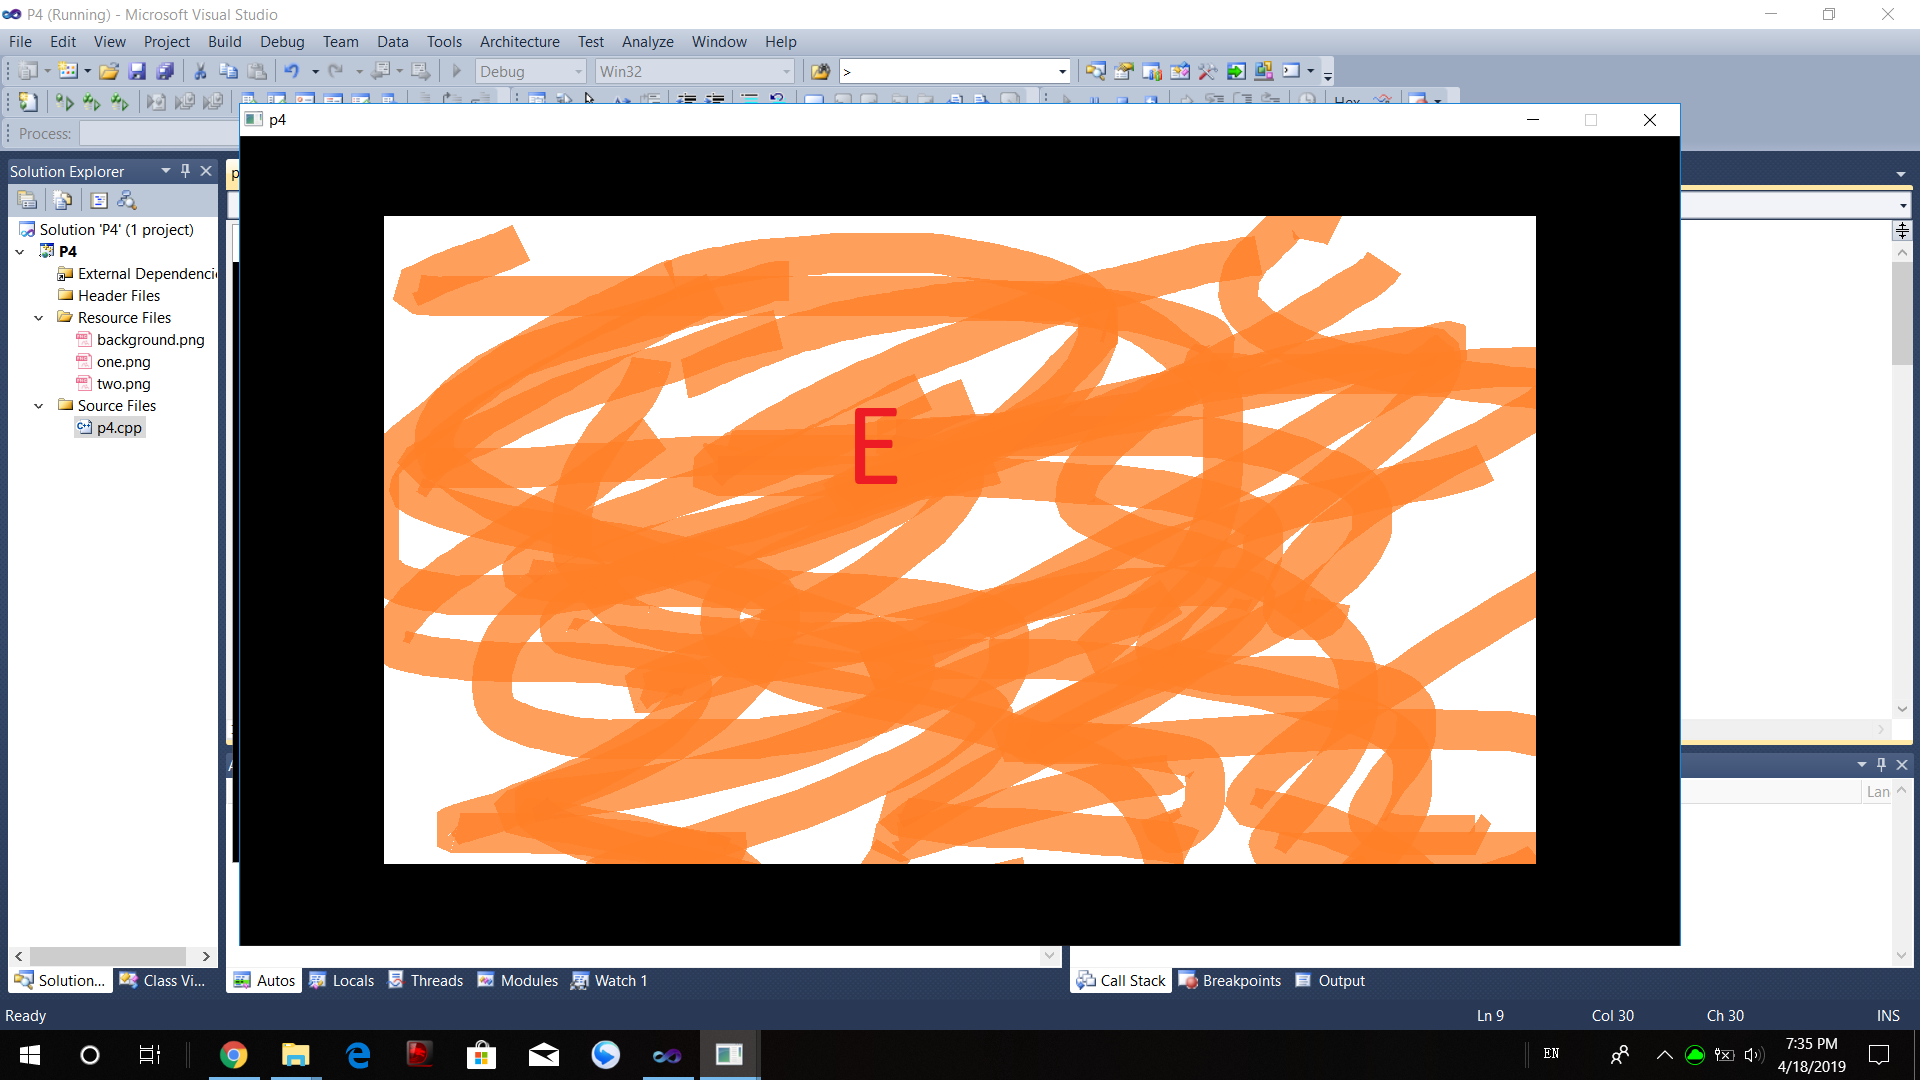 P4 (Running) - Microsoft Visual Studio
File Edit View Project Build Debug Team Data Tools Architecture Test Analyze Window Help
Debug Win32 >
Hex
Process:
p4
Solution Explorer
Solution 'P4' (1 project)
P4
External Dependenci
Header Files
Resource Files
background.png
one.png
two.png
Source Files
p4.cpp
E
Lan
Solution... Class Vi... Autos Locals Threads Modules Watch 1 Call Stack Breakpoints Output
Ready Ln 9 Col 30 Ch 30 INS
EN 7:35 PM
4/18/2019